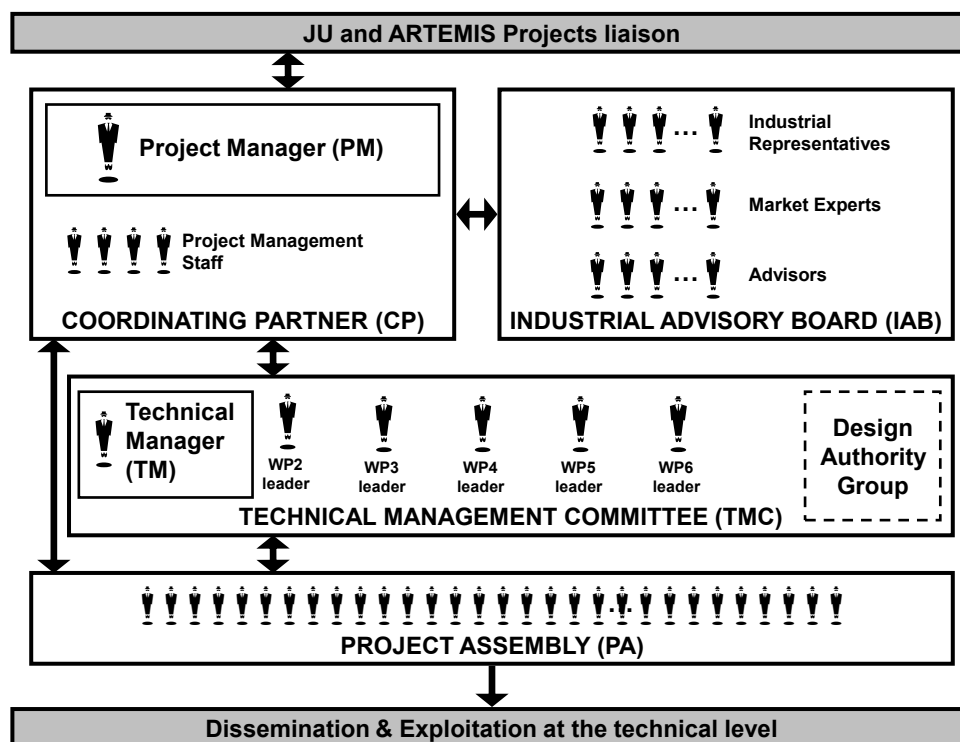 JU and ARTEMIS Projects liaison
Project Manager (PM)
Project Management
Staff
COORDINATING PARTNER (CP)
...
Industrial
Representatives
...
Market Experts
...
Advisors
INDUSTRIAL ADVISORY BOARD (IAB)
Technical
Manager
(TM)
WP2
leader
WP3
leader
WP4
leader
WP5
leader
WP6
leader
Design
Authority
Group
TECHNICAL MANAGEMENT COMMITTEE (TMC)
...
PROJECT ASSEMBLY (PA)
Dissemination & Exploitation at the technical level